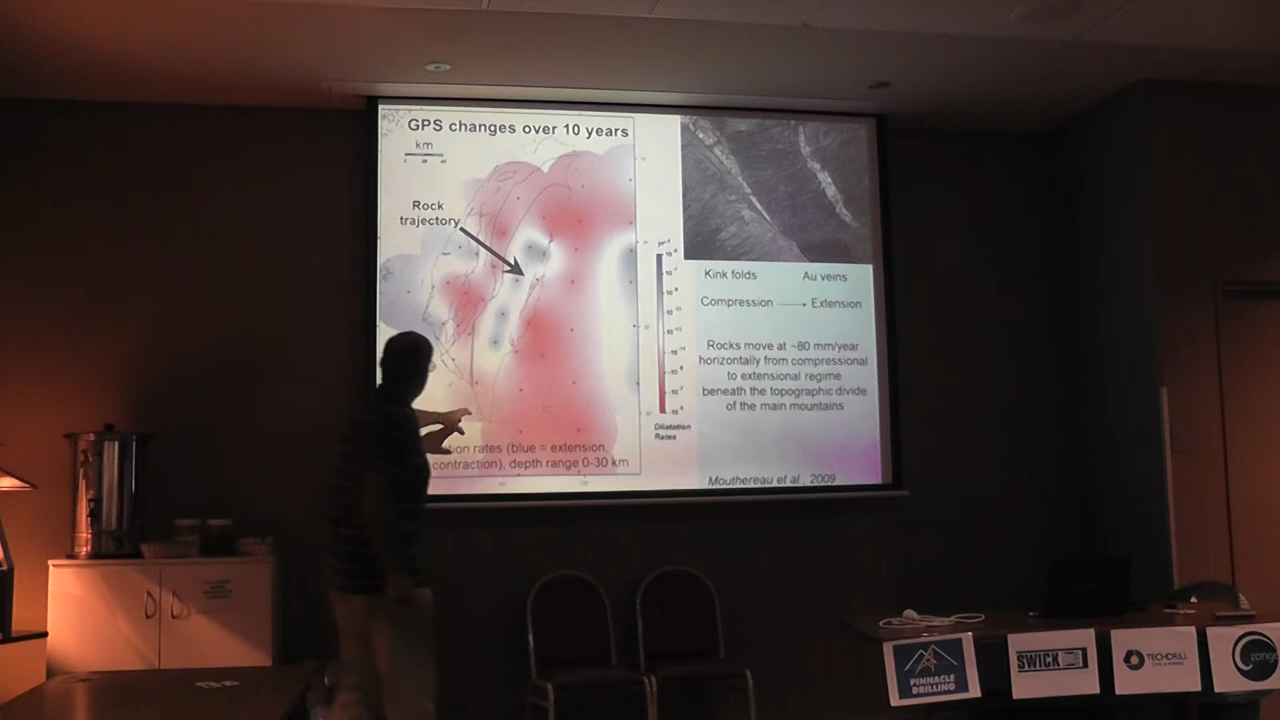 GPS changes over 10 years
km
Rock
trajectory
Kink folds Au veins
Compression Extension
Rocks move at ~80 mm/year
horizontally from compressional
to extensional regime
beneath the topographic divide
of the main mountains
Dilatation
Rates
rates (blue = extension,
contraction), depth range 0-30 km
Mouthereau et al., 2009
PINNACLE
DRILLING
SWICK
TECHDRILL
zong